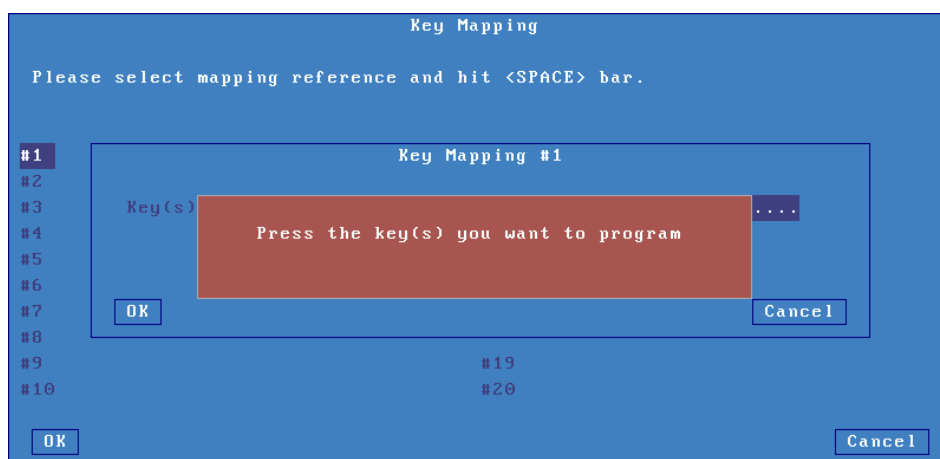 Key Mapping
Please select mapping reference and hit <SPACE> bar.
#1
Key Mapping #1
#2
#3
Key(s)
....
#4
Press the key(s) you want to program
#5
#6
#7
OK
Cancel
#8
#9
#19
#10
#20
OK
Cancel